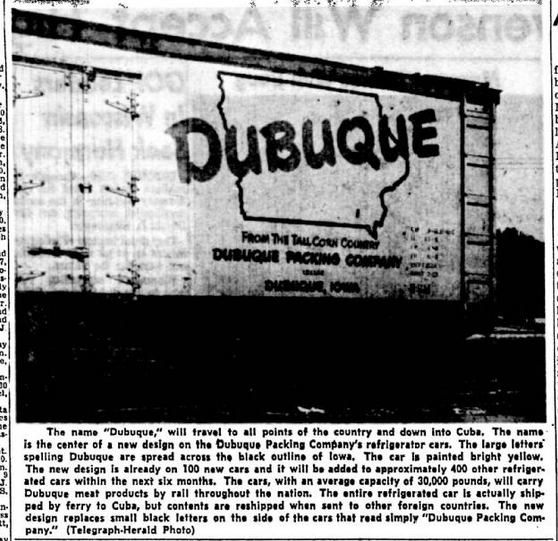 DUBUQUE
FROM THE TALL CORN COUNTRY
DUBUQUE PACKING COMPANY
DUBUQUE, IOWA
The name "Dubuque," will travel to all points of the country and down into Cuba. The name
is the center of a new design on the Dubuque Packing Company's refrigerator cars. The large letters
spelling Dubuque are spread across the black outline of Iowa. The car is painted bright yellow.
The new design is already on 100 new cars and it will be added to approximately 400 other refriger-
ated cars within the next six months. The cars, with an average capacity of 30,000 pounds, will carry
Dubuque meat products by rail throughout the nation. The entire refrigerated car is actually ship-
ped by ferry to Cuba, but contents are reshipped when sent to other foreign countries. The new
design replaces small black letters on the side of the cars that read simply "Dubuque Packing Com-
pany." (Telegraph-Herald Photo)